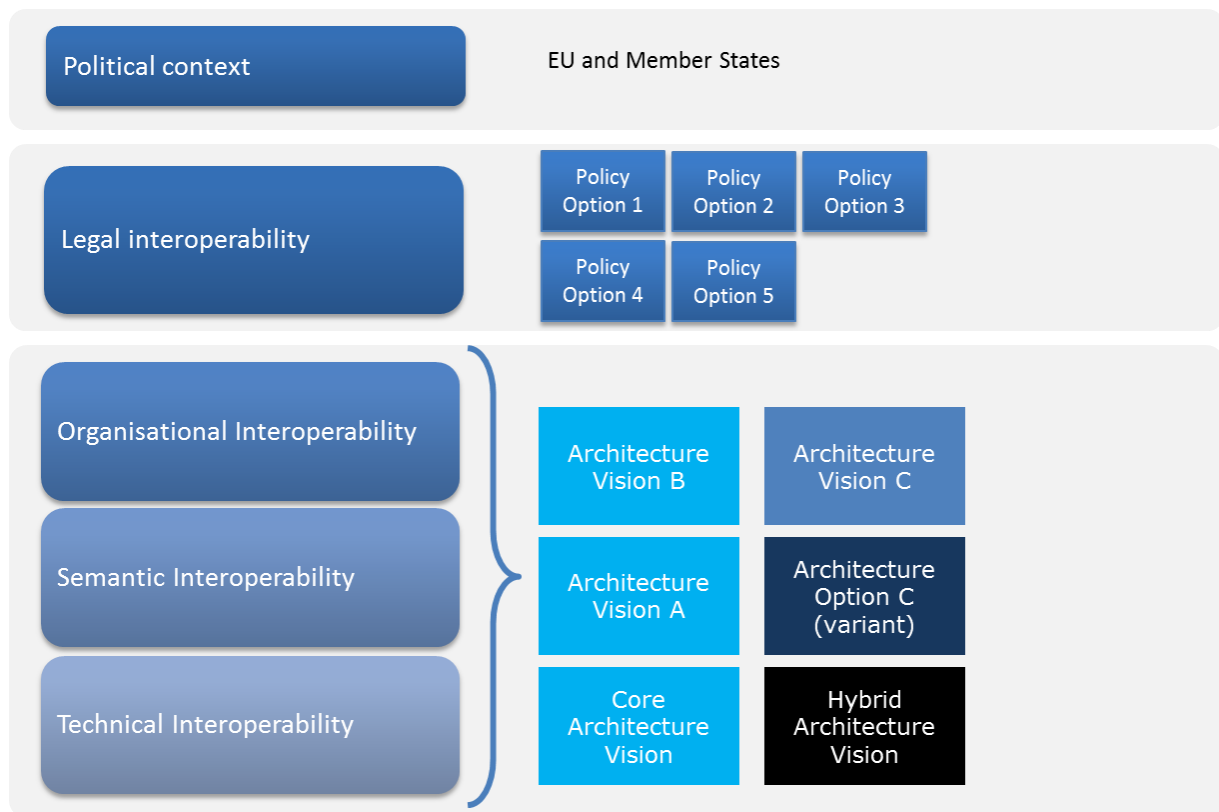 Political context
EU and Member States
Legal interoperability
Policy
Option 1
Policy
Option 2
Policy
Option 3
Policy
Option 4
Policy
Option 5
Organisational Interoperability
Semantic Interoperability
Technical Interoperability
Architecture
Vision B
Architecture
Vision C
Architecture
Vision A
Architecture
Option C
(variant)
Core
Architecture
Vision
Hybrid
Architecture
Vision